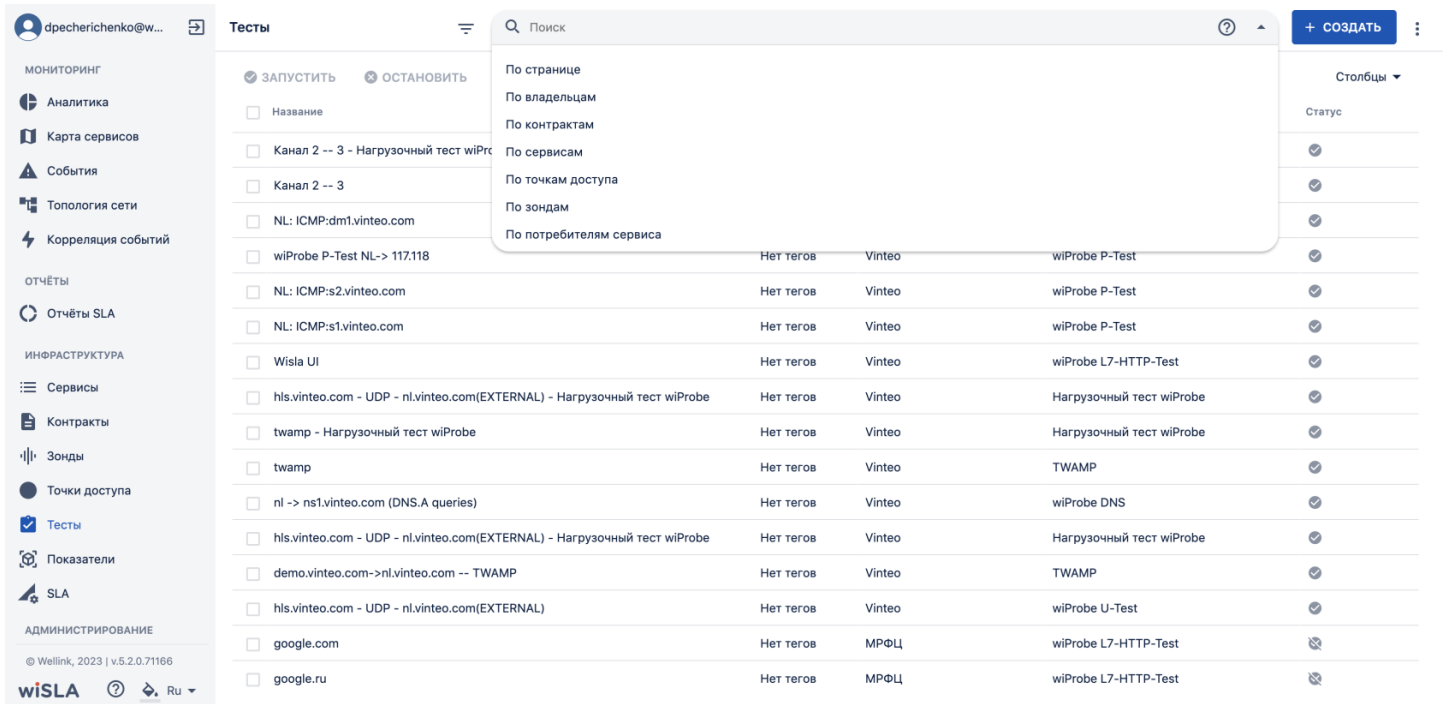 dpecherichenko@w...
МОНИТОРИНГ
Аналитика
Карта сервисов
События
Топология сети
Корреляция событий
ОТЧЁТЫ
Отчёты SLA
ИНФРАСТРУКТУРА
Сервисы
Контракты
Зонды
Точки доступа
Тесты
Показатели
SLA
АДМИНИСТРИРОВАНИЕ
© Wellink, 2023 | v.5.2.0.71166
wiSLA ? Ru
Тесты
Поиск ?
+ СОЗДАТЬ
ЗАПУСТИТЬ ОСТАНОВИТЬ
Столбцы
По странице
По владельцам
По контрактам
По сервисам
По точкам доступа
По зондам
По потребителям сервиса
Название Статус
Канал 2 -- 3 - Нагрузочный тест
Канал 2 -- 3
NL: ICMP:dm1.vinteo.com
wiProbe P-Test NL-> 117.118 Нет тегов Vinteo wiProbe P-Test
NL: ICMP:s2.vinteo.com Нет тегов Vinteo wiProbe P-Test
NL: ICMP:s1.vinteo.com Нет тегов Vinteo wiProbe P-Test
Wisla UI Нет тегов Vinteo wiProbe L7-HTTP-Test
hls.vinteo.com - UDP - nl.vinteo.com(EXTERNAL) - Нагрузочный тест wiProbe Нет тегов Vinteo Нагрузочный тест wiProbe
twamp - Нагрузочный тест wiProbe Нет тегов Vinteo Нагрузочный тест wiProbe
twamp Нет тегов Vinteo TWAMP
nl -> ns1.vinteo.com (DNS.A queries) Нет тегов Vinteo wiProbe DNS
hls.vinteo.com - UDP - nl.vinteo.com(EXTERNAL) - Нагрузочный тест wiProbe Нет тегов Vinteo Нагрузочный тест wiProbe
demo.vinteo.com->nl.vinteo.com -- TWAMP Нет тегов Vinteo TWAMP
hls.vinteo.com - UDP - nl.vinteo.com(EXTERNAL) Нет тегов Vinteo wiProbe U-Test
google.com Нет тегов МРФЦ wiProbe L7-HTTP-Test
google.ru Нет тегов МРФЦ wiProbe L7-HTTP-Test